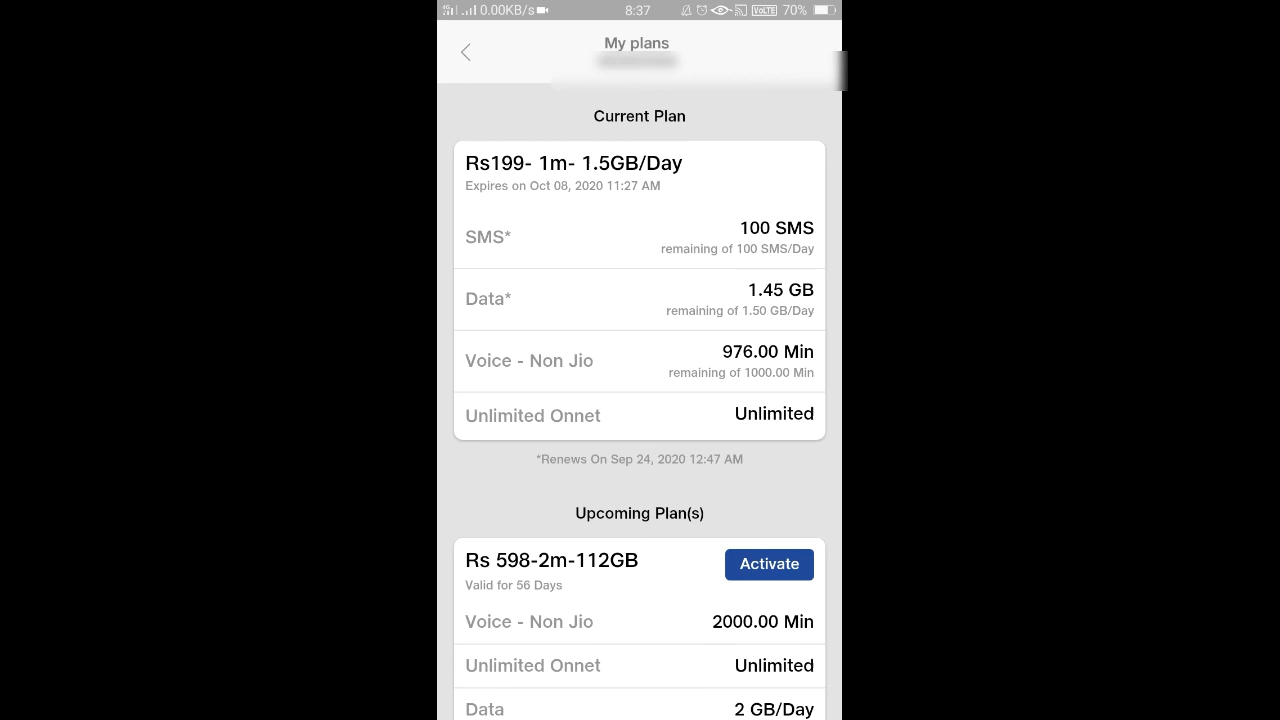 0.00KB/s 8:37 VOLTE 70%
My plans
Current Plan
Rs199- 1m- 1.5GB/Day
Expires on Oct 08, 2020 11:27 AM
SMS* 100 SMS
remaining of 100 SMS/Day
Data* 1.45 GB
remaining of 1.50 GB/Day
Voice - Non Jio 976.00 Min
remaining of 1000.00 Min
Unlimited Onnet Unlimited
*Renews On Sep 24, 2020 12:47 AM
Upcoming Plan(s)
Rs 598-2m-112GB Activate
Valid for 56 Days
Voice - Non Jio 2000.00 Min
Unlimited Onnet Unlimited
Data 2 GB/Day